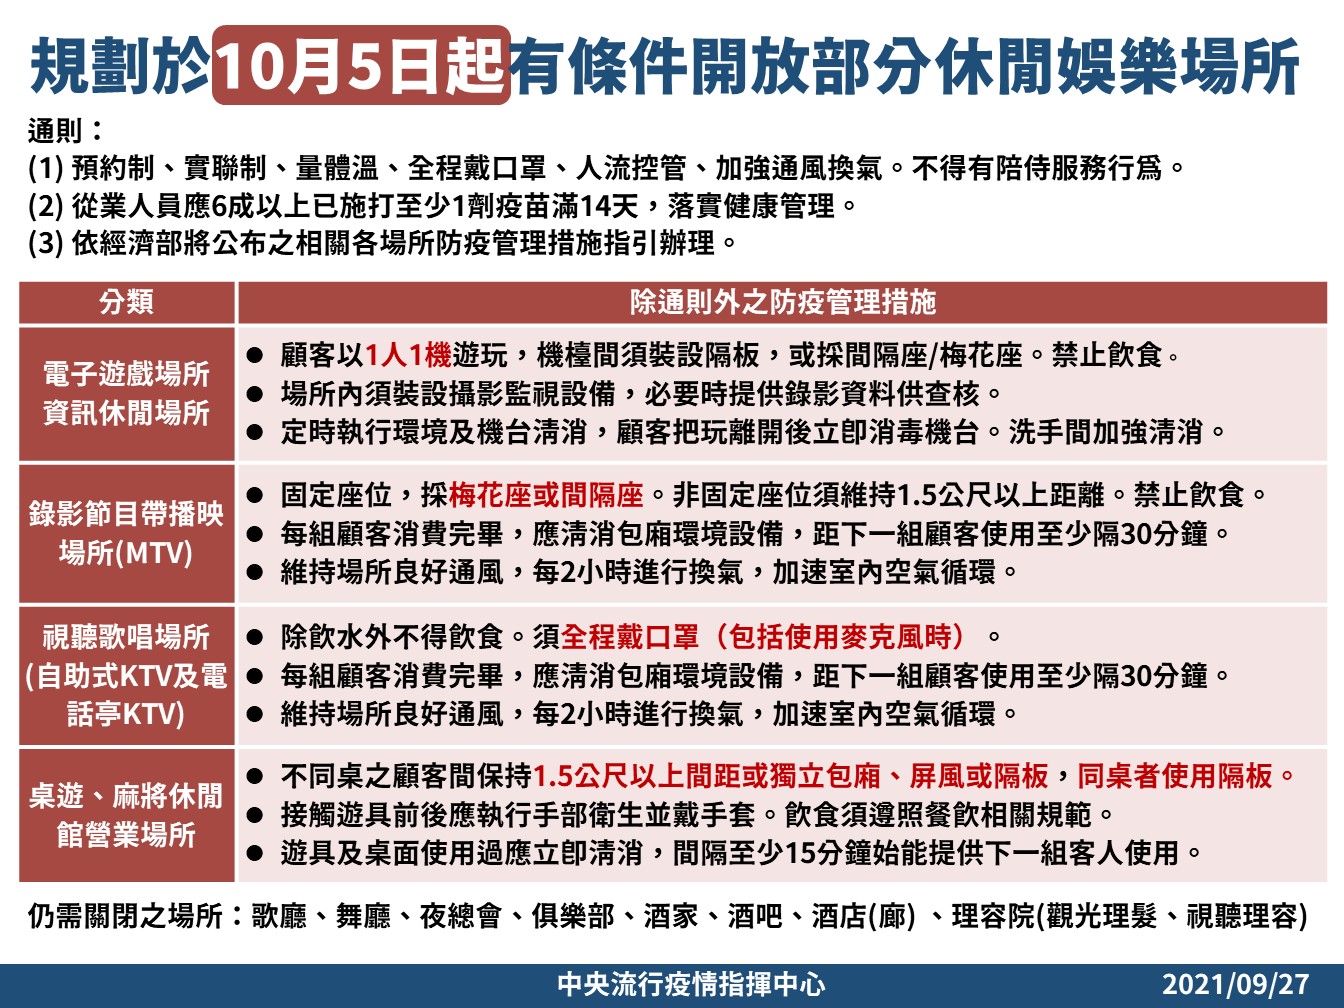 規劃於10月5日起有條件開放部分休閒娛樂場所
通則：
(1) 預約制、實聯制、量體溫、全程戴口罩、人流控管、加強通風換氣。不得有陪侍服務行為。
(2) 從業人員應6成以上已施打至少1劑疫苗滿14天，落實健康管理。
(3) 依經濟部將公布之相關各場所防疫管理措施指引辦理。
分類
除通則外之防疫管理措施
電子遊戲場所
資訊休閒場所
● 顧客以1人1機遊玩，機檯間須裝設隔板，或採間隔座/梅花座。禁止飲食。
● 場所內須裝設攝影監視設備，必要時提供錄影資料供查核。
● 定時執行環境及機台清消，顧客把玩離開後立即消毒機台。洗手間加強清消。
錄影節目帶播映
場所(MTV)
● 固定座位，採梅花座或間隔座。非固定座位須維持1.5公尺以上距離。禁止飲食。
● 每組顧客消費完畢，應清消包廂環境設備，距下一組顧客使用至少隔30分鐘。
● 維持場所良好通風，每2小時進行換氣，加速室內空氣循環。
視聽歌唱場所
(自助式KTV及電
話亭KTV)
● 除飲水外不得飲食。須全程戴口罩（包括使用麥克風時）。
● 每組顧客消費完畢，應清消包廂環境設備，距下一組顧客使用至少隔30分鐘。
● 維持場所良好通風，每2小時進行換氣，加速室內空氣循環。
桌遊、麻將休閒
館營業場所
● 不同桌之顧客間保持1.5公尺以上間距或獨立包廂、屏風或隔板，同桌者使用隔板。
● 接觸遊具前後應執行手部衛生並戴手套。飲食須遵照餐飲相關規範。
● 遊具及桌面使用過應立即清消，間隔至少15分鐘始能提供下一組客人使用。
仍需關閉之場所：歌廳、舞廳、夜總會、俱樂部、酒家、酒吧、酒店(廊) 、理容院(觀光理髮、視聽理容)
中央流行疫情指揮中心
2021/09/27